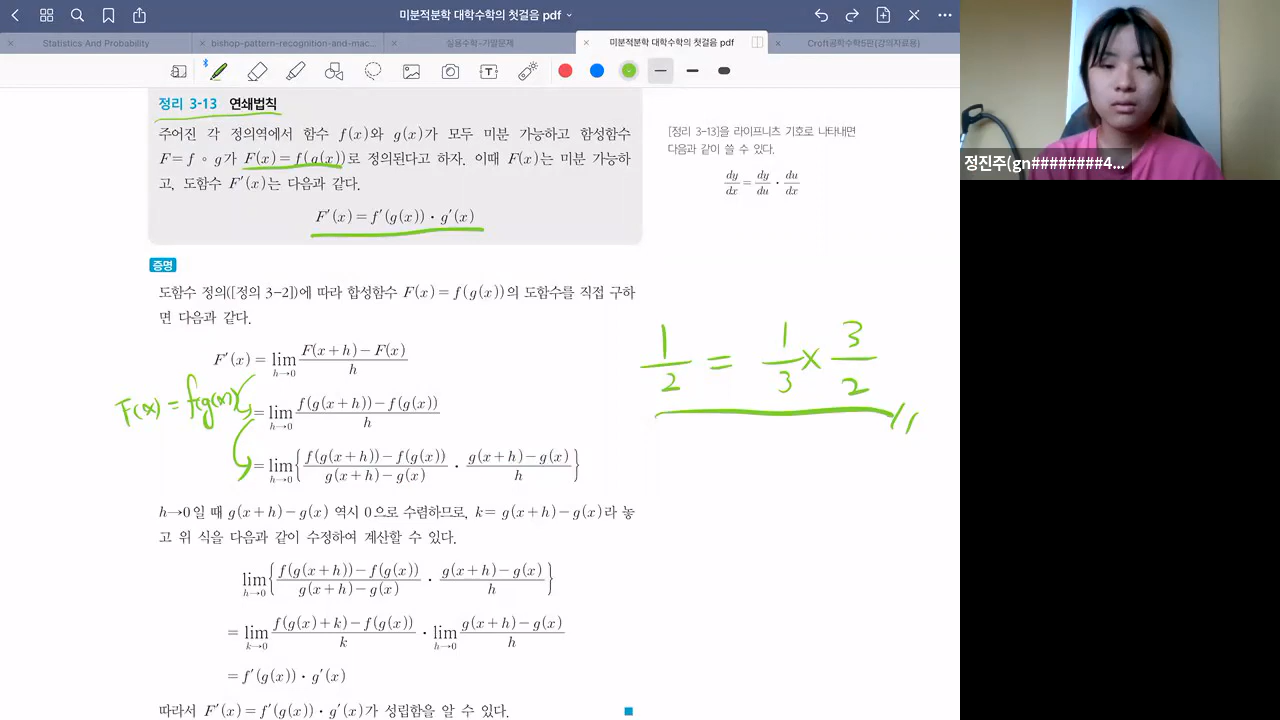 미분적분학 대학수학의 첫걸음 pdf
Statistics And Probability
bishop-pattern-recognition-and-mac...
실용수학-기말문제
미분적분학 대학수학의 첫걸음 pdf
Croft공학수학5판(강의자료용)
정리 3-13 연쇄법칙
주어진 각 정의역에서 함수 f(x)와 g(x)가 모두 미분 가능하고 합성함수
F=f∘g가 F(x)=f(g(x))로 정의된다고 하자. 이때 F(x)는 미분 가능하
고, 도함수 F′(x)는 다음과 같다.
F′(x)=f′(g(x))·g′(x)
[정리 3-13]을 라이프니츠 기호로 나타내면
다음과 같이 쓸 수 있다.
dy/dx = dy/du · du/dx
증명
도함수 정의([정의 3-2])에 따라 합성함수 F(x)=f(g(x))의 도함수를 직접 구하
면 다음과 같다.
F′(x) = lim h→0 F(x+h)-F(x)/h
F(x) = f(g(x))
= lim h→0 f(g(x+h))-f(g(x))/h
= lim h→0 {f(g(x+h))-f(g(x))/g(x+h)-g(x) · g(x+h)-g(x)/h}
1/2 = 1/3 × 3/2
h→0일 때 g(x+h)-g(x) 역시 0으로 수렴하므로, k=g(x+h)-g(x)라 놓
고 위 식을 다음과 같이 수정하여 계산할 수 있다.
lim h→0 {f(g(x+h))-f(g(x))/g(x+h)-g(x) · g(x+h)-g(x)/h}
= lim k→0 f(g(x)+k)-f(g(x))/k · lim h→0 g(x+h)-g(x)/h
= f′(g(x))·g′(x)
따라서 F′(x)=f′(g(x))·g′(x)가 성립함을 알 수 있다.
정진주(gn########4...